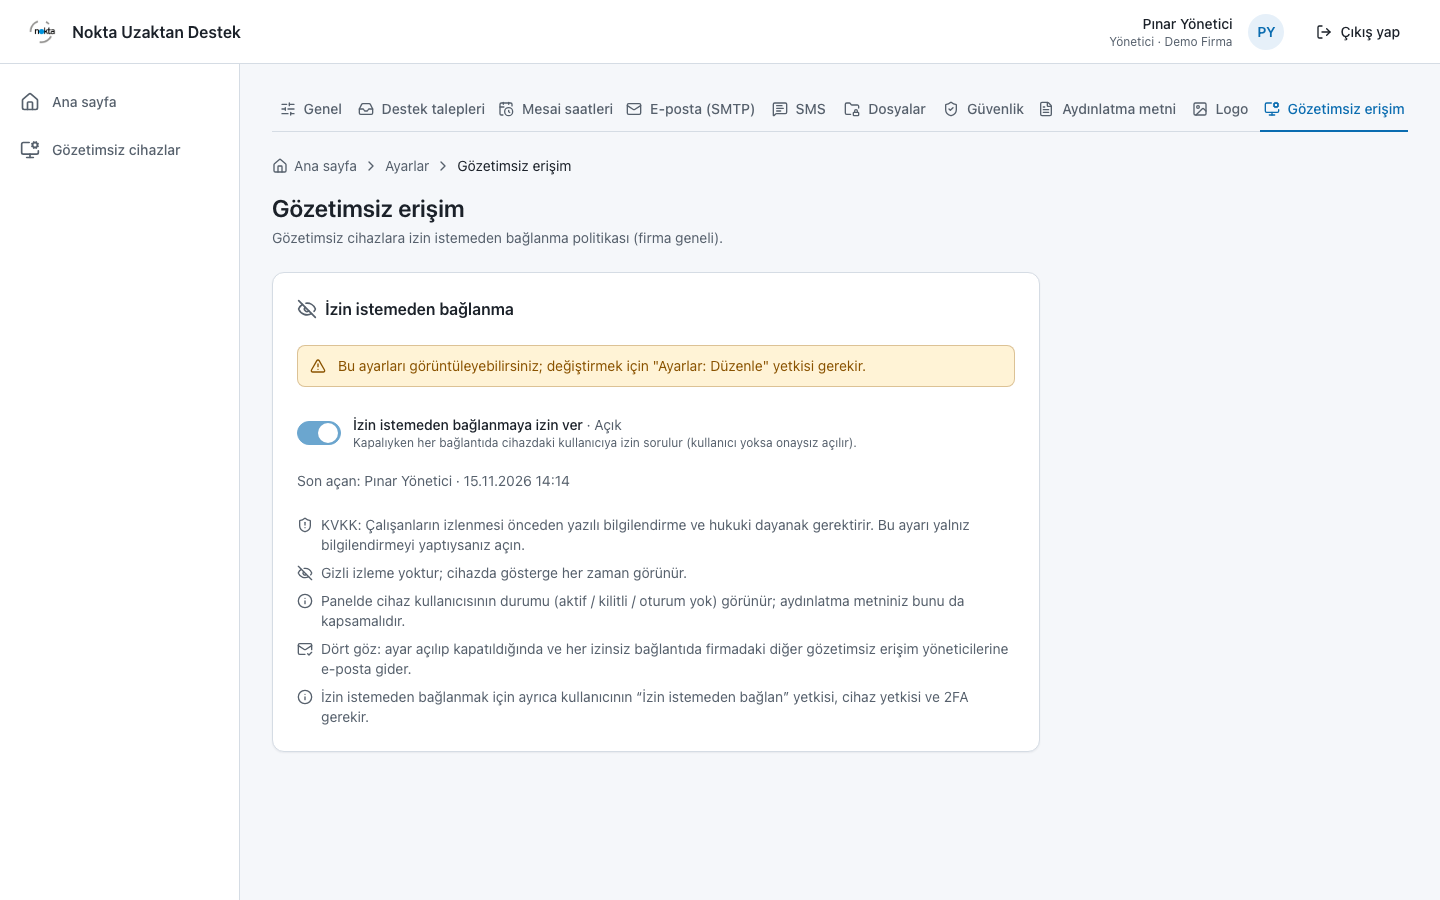 nokta
Nokta Uzaktan Destek
Pınar Yönetici
Yönetici · Demo Firma
PY
Çıkış yap
Ana sayfa
Gözetimsiz cihazlar
Genel
Destek talepleri
Mesai saatleri
E-posta (SMTP)
SMS
Dosyalar
Güvenlik
Aydınlatma metni
Logo
Gözetimsiz erişim
Ana sayfa > Ayarlar > Gözetimsiz erişim
Gözetimsiz erişim
Gözetimsiz cihazlara izin istemeden bağlanma politikası (firma geneli).
İzin istemeden bağlanma
Bu ayarları görüntüleyebilirsiniz; değiştirmek için "Ayarlar: Düzenle" yetkisi gerekir.
İzin istemeden bağlanmaya izin ver · Açık
Kapalıyken her bağlantıda cihazdaki kullanıcıya izin sorulur (kullanıcı yoksa onaysız açılır).
Son açan: Pınar Yönetici · 15.11.2026 14:14
KVKK: Çalışanların izlenmesi önceden yazılı bilgilendirme ve hukuki dayanak gerektirir. Bu ayarı yalnız
bilgilendirmeyi yaptıysanız açın.
Gizli izleme yoktur; cihazda gösterge her zaman görünür.
Panelde cihaz kullanıcısının durumu (aktif / kilitli / oturum yok) görünür; aydınlatma metniniz bunu da
kapsamalıdır.
Dört göz: ayar açılıp kapatıldığında ve her izinsiz bağlantıda firmadaki diğer gözetimsiz erişim yöneticilerine
e-posta gider.
İzin istemeden bağlanmak için ayrıca kullanıcının “İzin istemeden bağlan” yetkisi, cihaz yetkisi ve 2FA
gerekir.